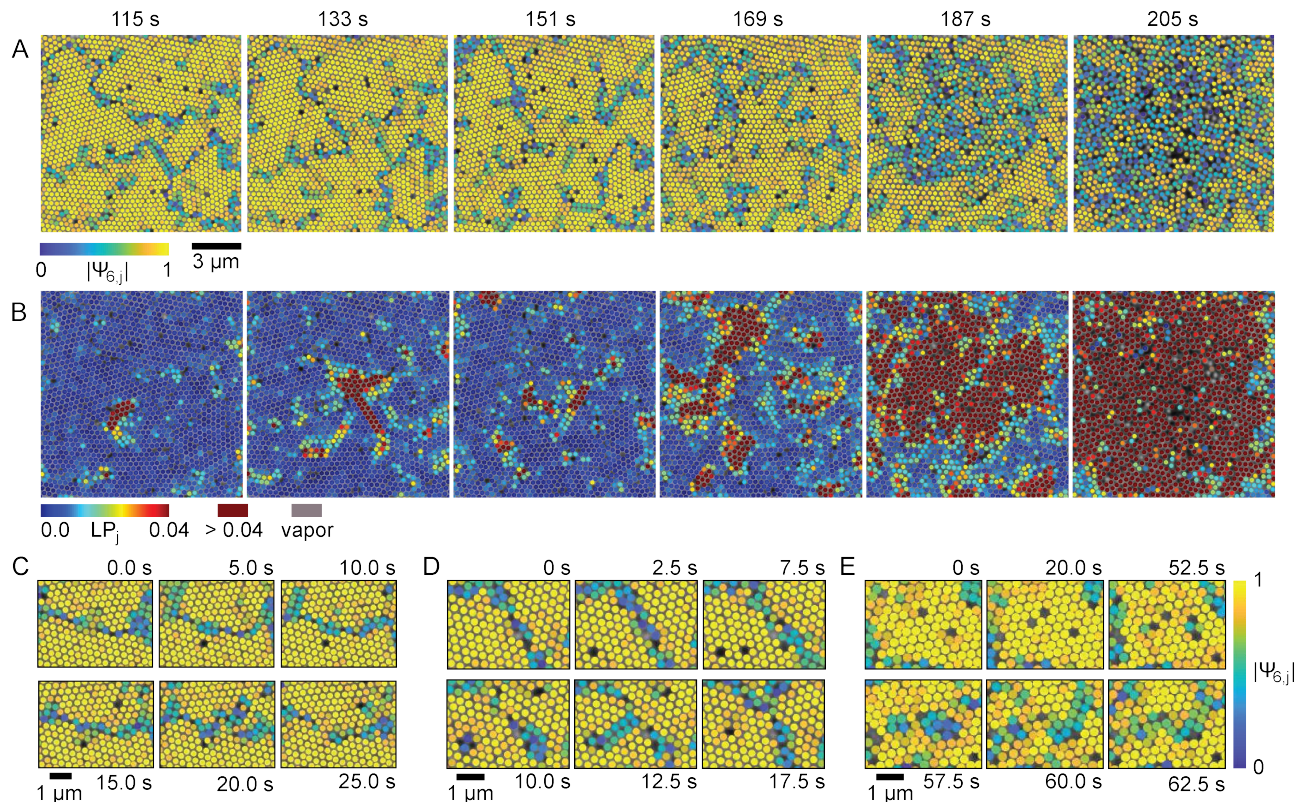 115 s 133 s 151 s 169 s 187 s 205 s
A
0 |Ψ6,j| 1 3 µm
B
0.0 LPj 0.04 > 0.04 vapor
C 0.0 s 5.0 s 10.0 s
15.0 s 20.0 s 25.0 s
1 µm
D 0 s 2.5 s 7.5 s
10.0 s 12.5 s 17.5 s
1 µm
E 0 s 20.0 s 52.5 s
57.5 s 60.0 s 62.5 s
1 µm
1
|Ψ6,j|
0